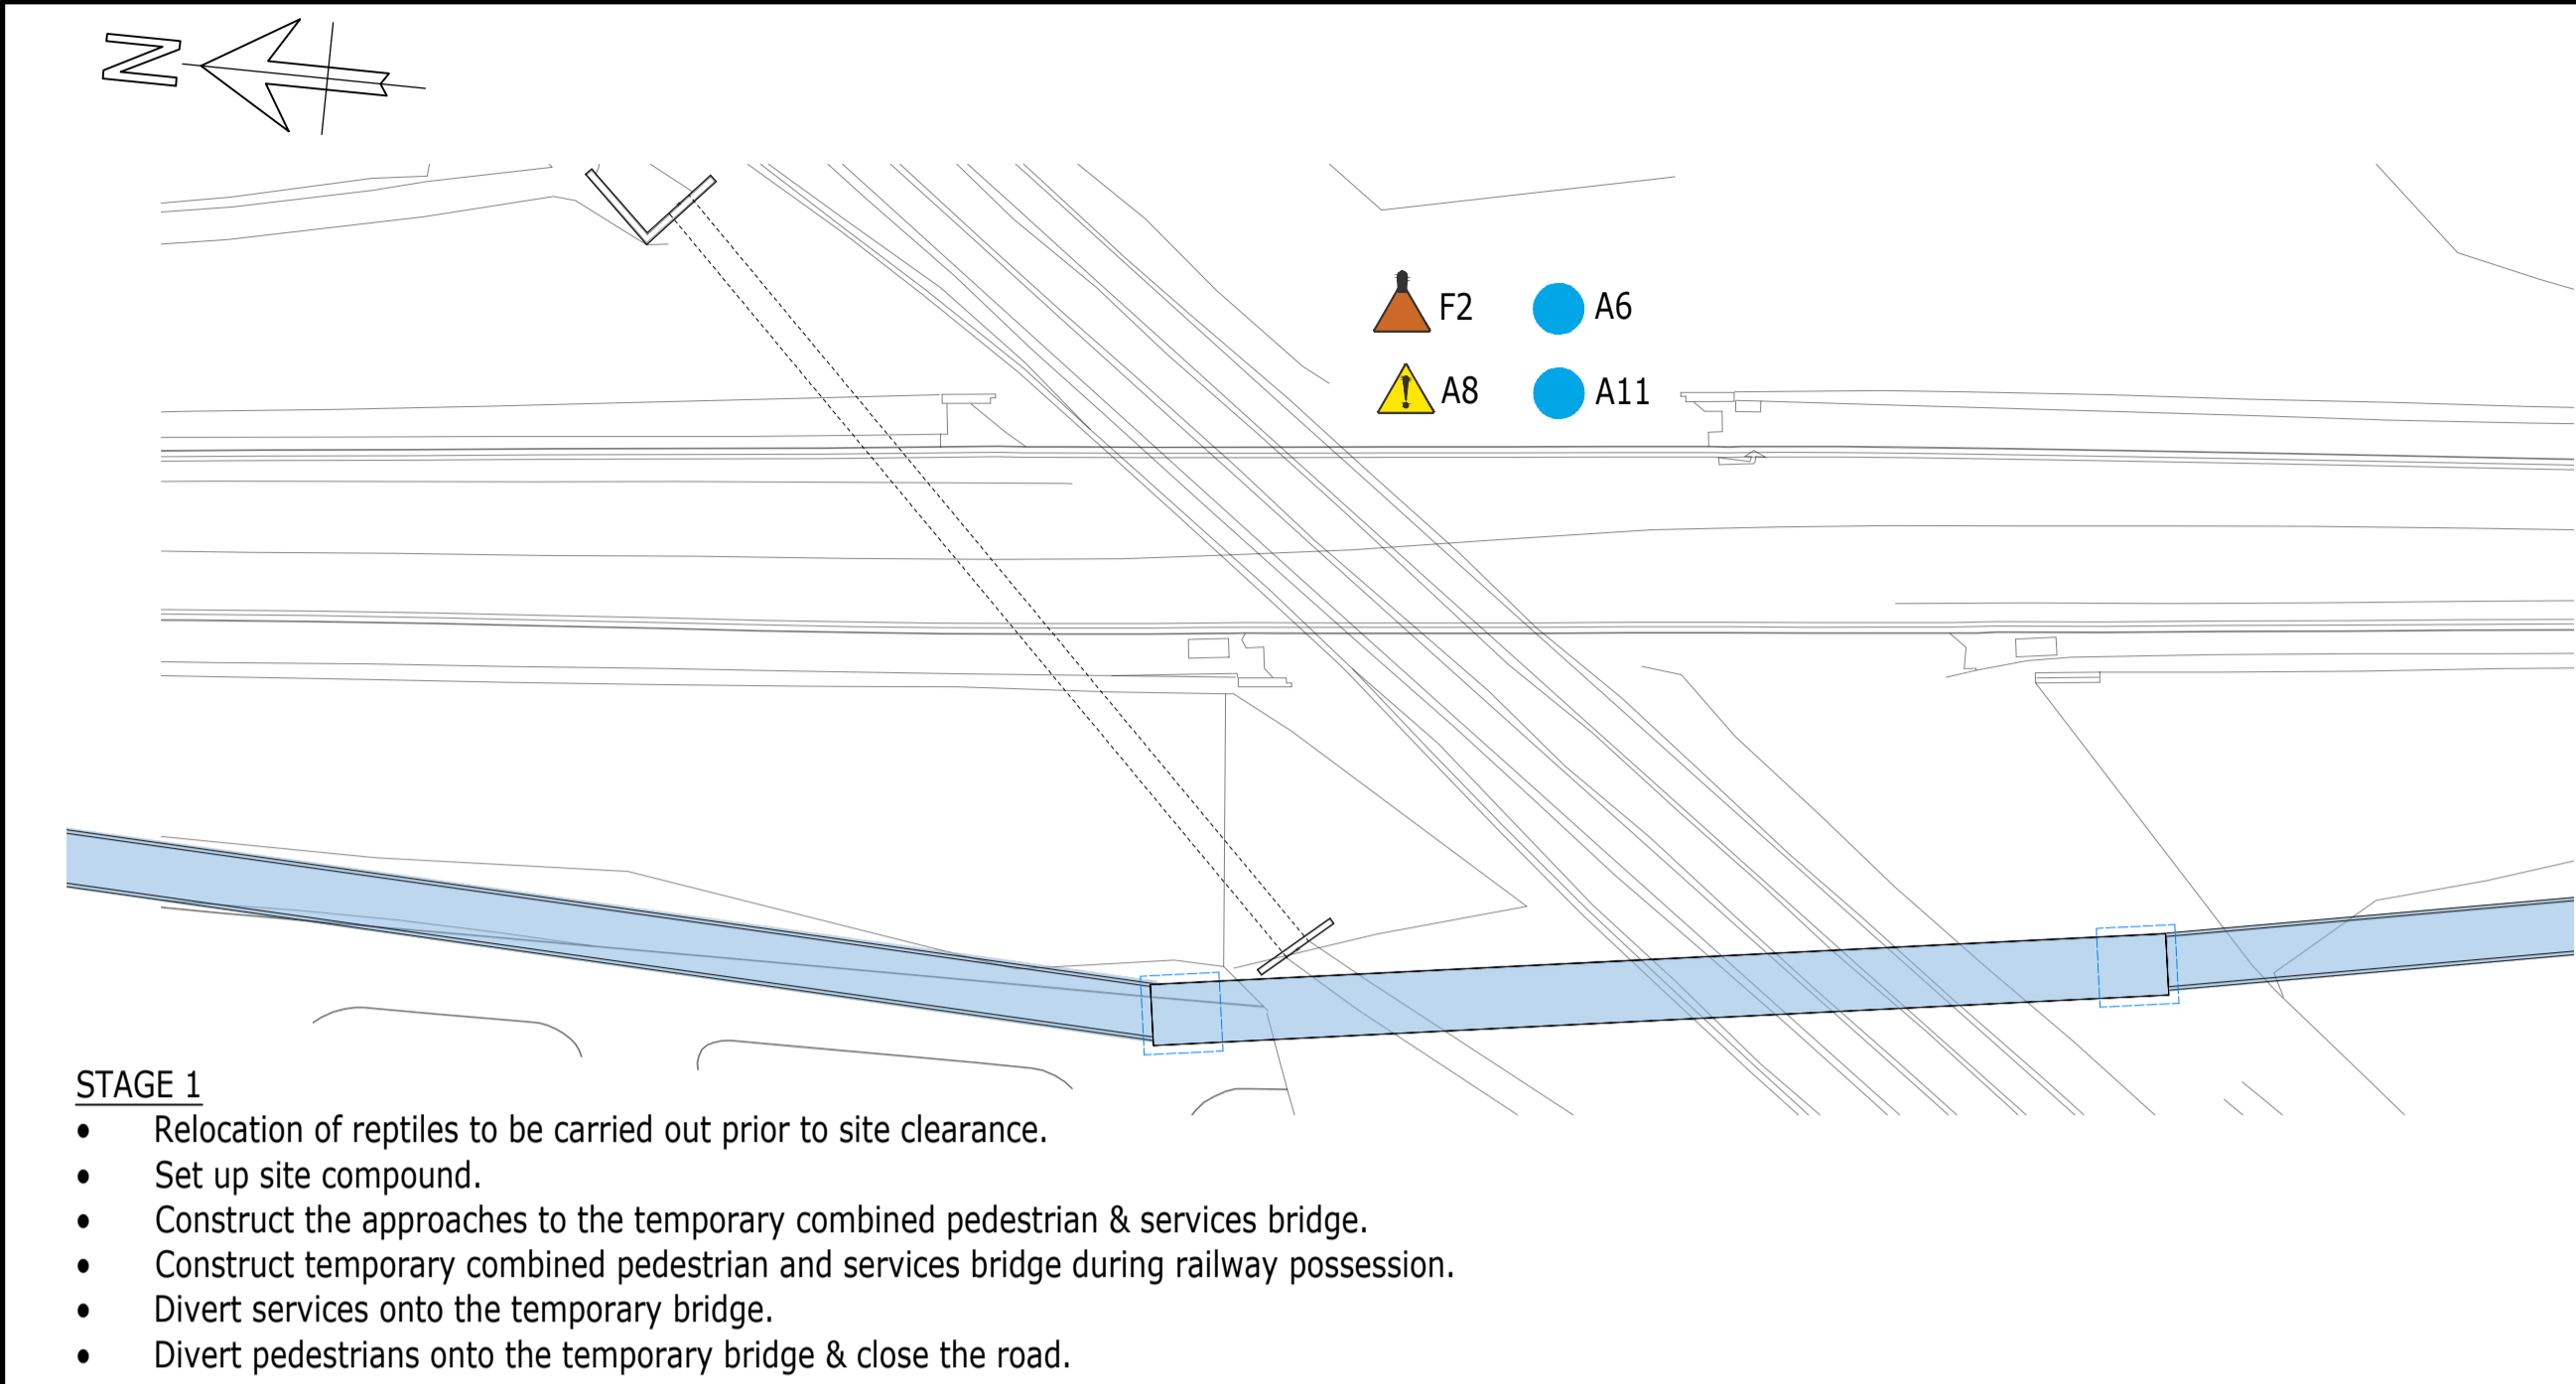 N
F2
A6
A8
A11
STAGE 1
• Relocation of reptiles to be carried out prior to site clearance.
• Set up site compound.
• Construct the approaches to the temporary combined pedestrian & services bridge.
• Construct temporary combined pedestrian and services bridge during railway possession.
• Divert services onto the temporary bridge.
• Divert pedestrians onto the temporary bridge & close the road.